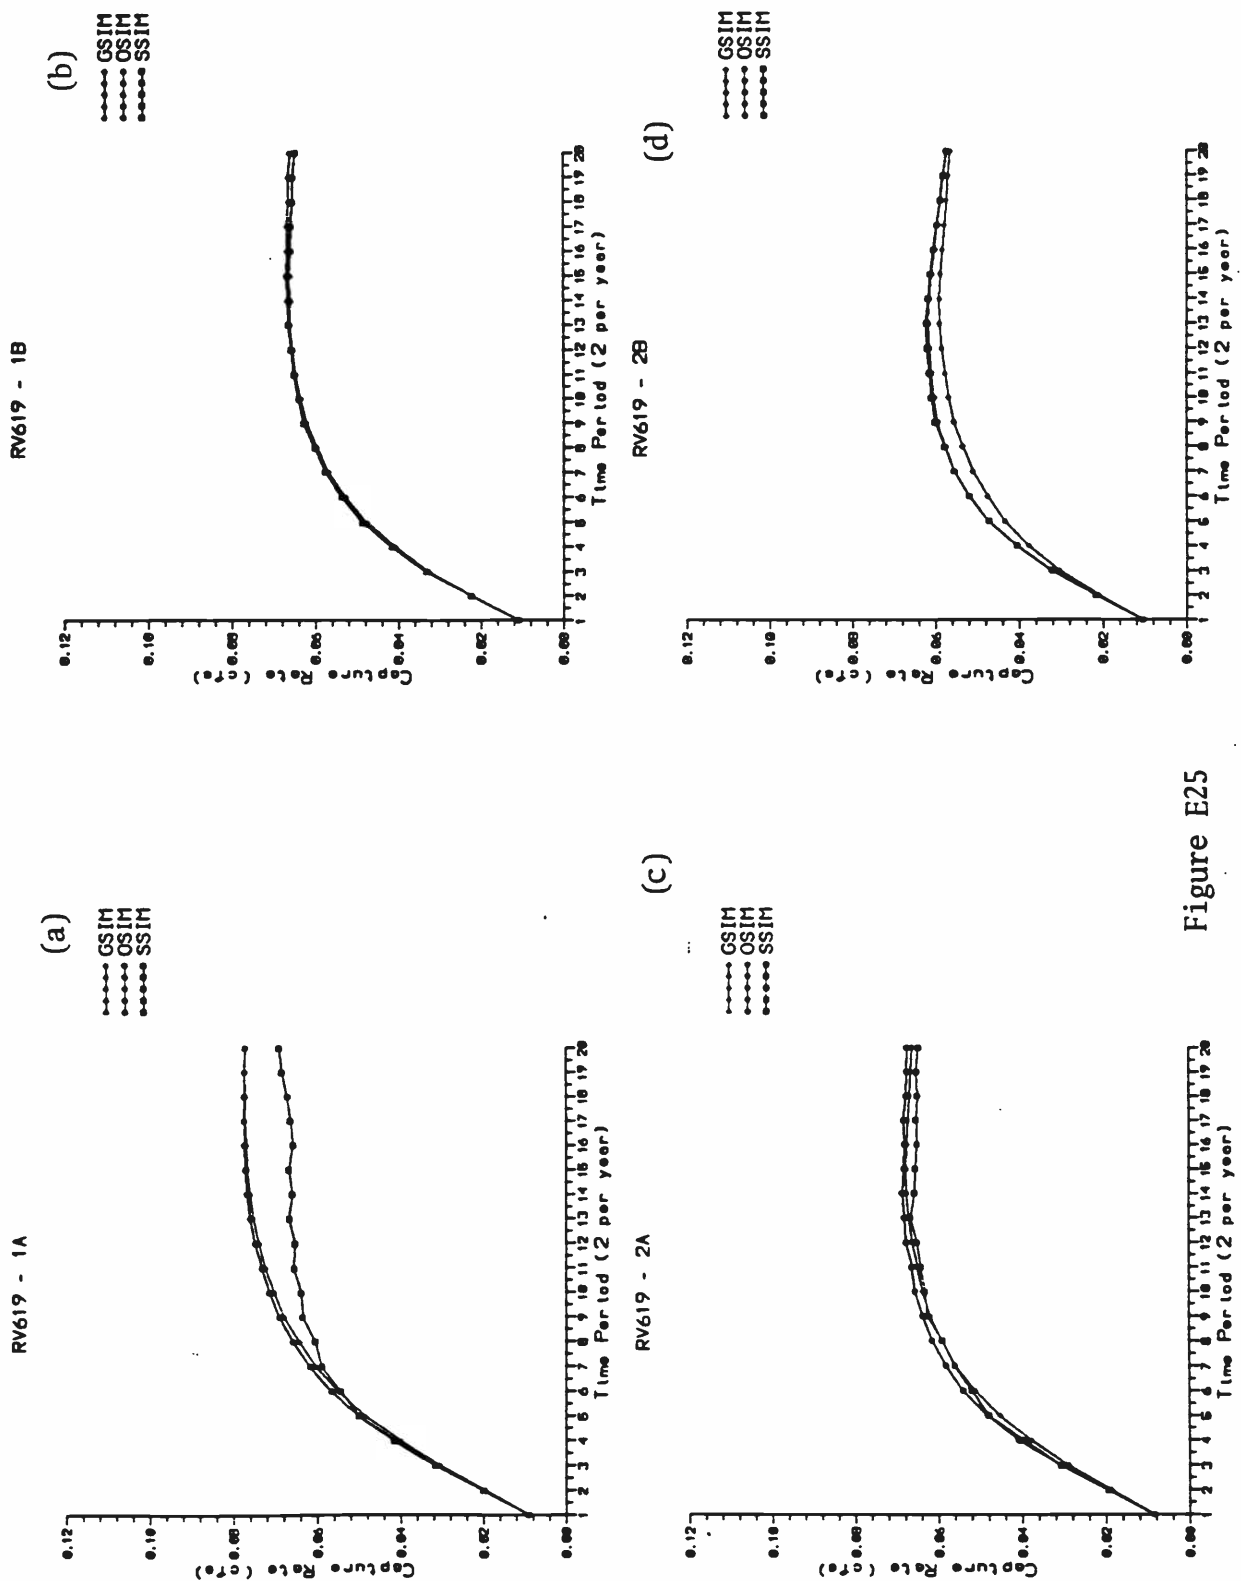 (a)
RV619 - 1A
GSIM
OSIM
SSIM
Capture Rate (cfs)
0.12
0.10
0.08
0.06
0.04
0.02
0.00
1 2 3 4 5 6 7 8 9 10 11 12 13 14 15 16 17 18 19 20
Time Period (2 per year)
(b)
RV619 - 1B
GSIM
OSIM
SSIM
Capture Rate (cfs)
0.12
0.10
0.08
0.06
0.04
0.02
0.00
1 2 3 4 5 6 7 8 9 10 11 12 13 14 15 16 17 18 19 20
Time Period (2 per year)
(c)
RV619 - 2A
GSIM
OSIM
SSIM
Capture Rate (cfs)
0.12
0.10
0.08
0.06
0.04
0.02
0.00
1 2 3 4 5 6 7 8 9 10 11 12 13 14 15 16 17 18 19 20
Time Period (2 per year)
(d)
RV619 - 2B
GSIM
OSIM
SSIM
Capture Rate (cfs)
0.12
0.10
0.08
0.06
0.04
0.02
0.00
1 2 3 4 5 6 7 8 9 10 11 12 13 14 15 16 17 18 19 20
Time Period (2 per year)
Figure E25